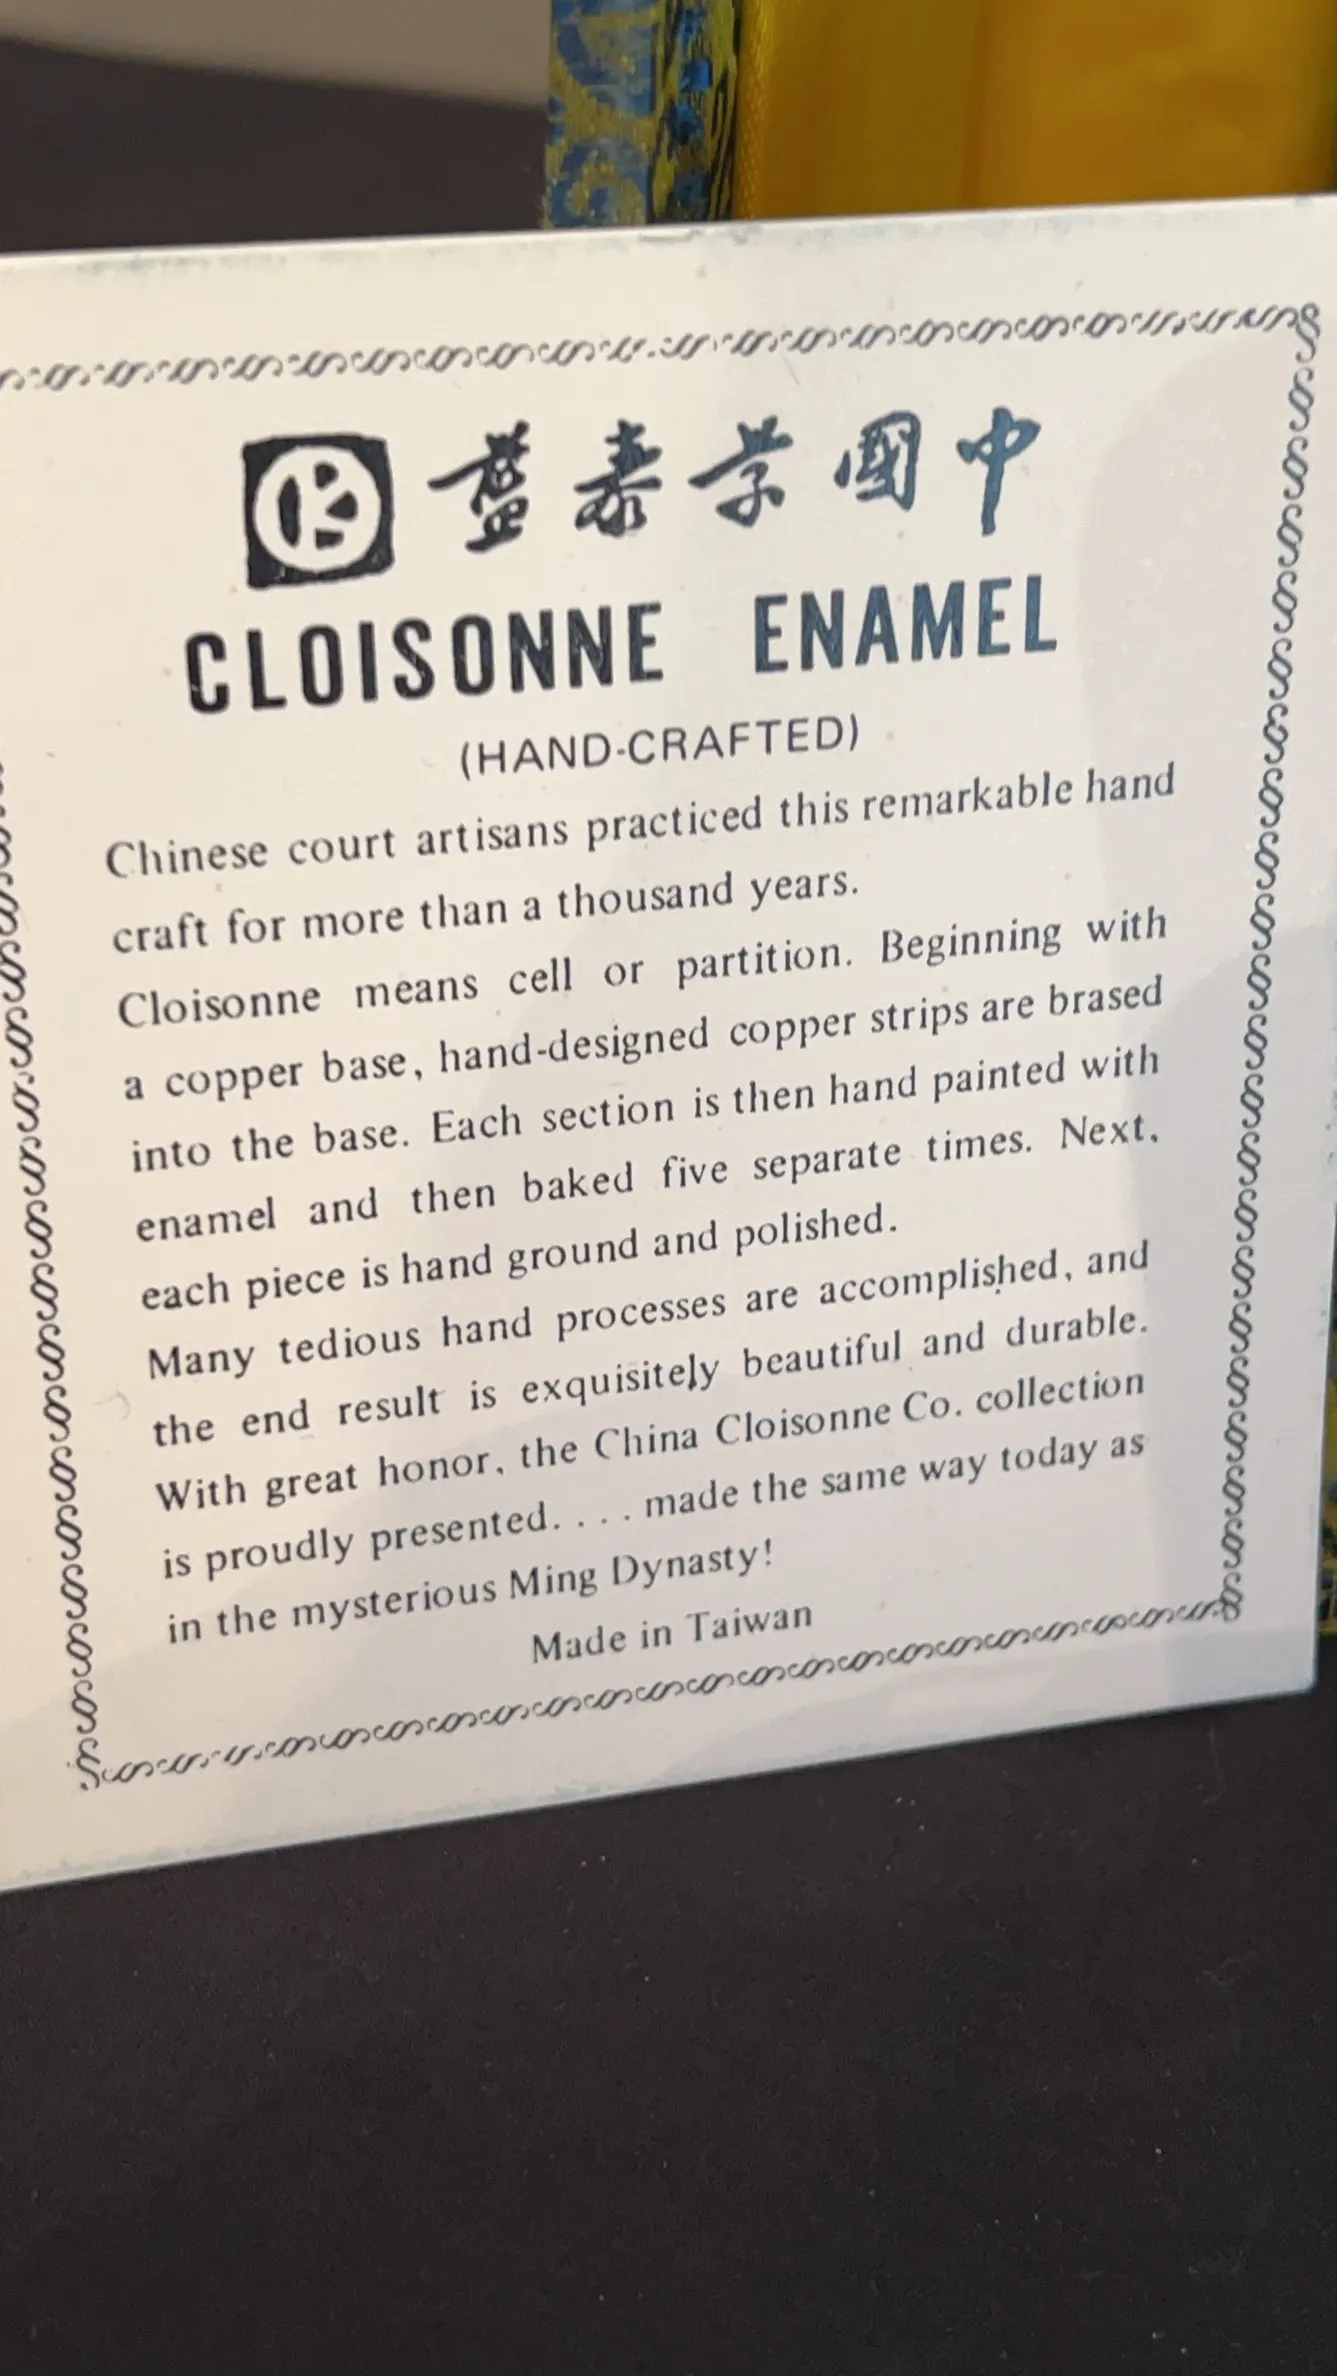 中國景泰藍
CLOISONNE ENAMEL
(HAND-CRAFTED)
Chinese court artisans practiced this remarkable hand
craft for more than a thousand years.
Cloisonne means cell or partition. Beginning with
a copper base, hand-designed copper strips are brased
into the base. Each section is then hand painted with
enamel and then baked five separate times. Next,
each piece is hand ground and polished.
Many tedious hand processes are accomplished, and
the end result is exquisitely beautiful and durable.
With great honor, the China Cloisonne Co. collection
is proudly presented. . . . made the same way today as
in the mysterious Ming Dynasty!
Made in Taiwan